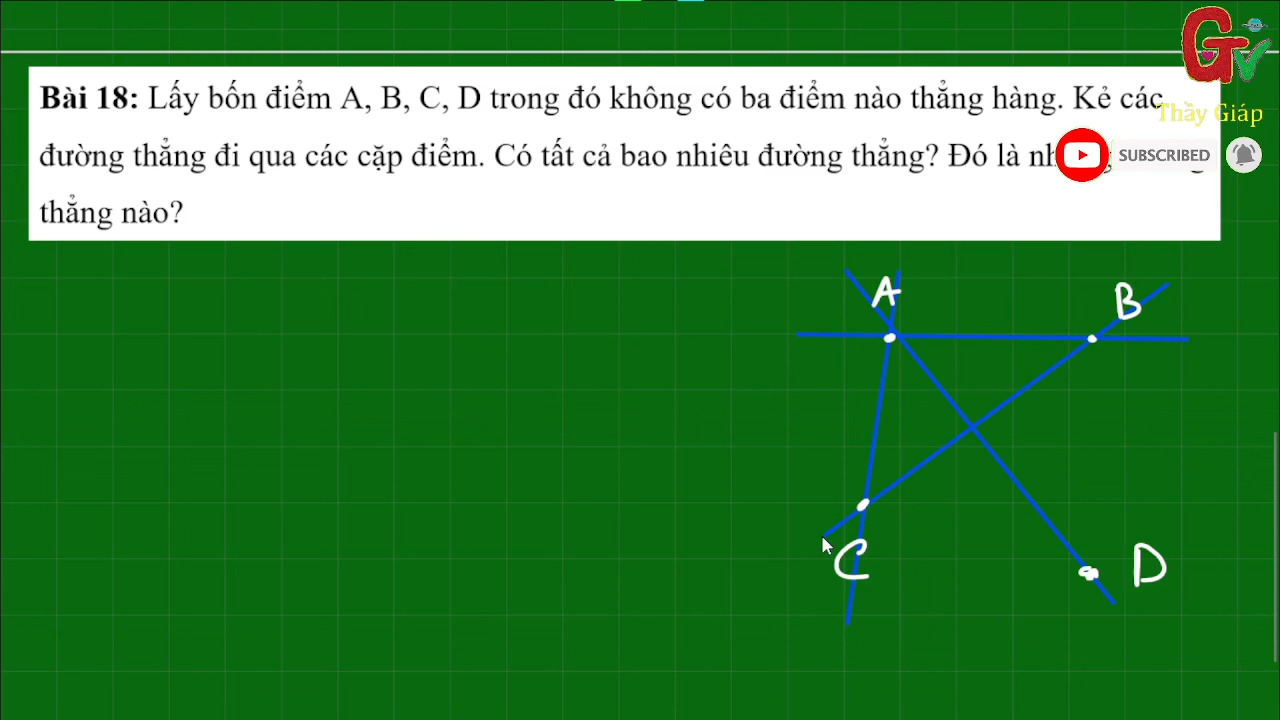 Bài 18: Lấy bốn điểm A, B, C, D trong đó không có ba điểm nào thẳng hàng. Kẻ các
Thầy Giáp
đường thẳng đi qua các cặp điểm. Có tất cả bao nhiêu đường thẳng? Đó là
SUBSCRIBED
thẳng nào?
A
B
C
D